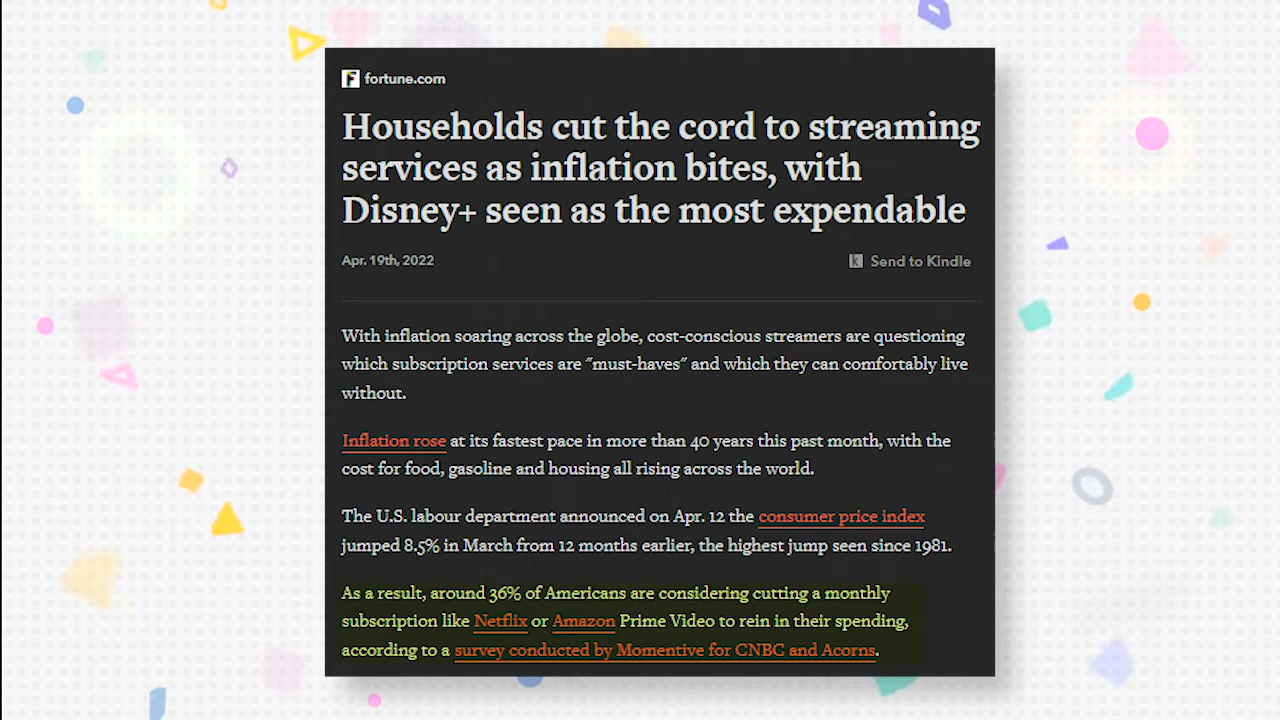 fortune.com
Households cut the cord to streaming
services as inflation bites, with
Disney+ seen as the most expendable
Apr. 19th, 2022
Send to Kindle
With inflation soaring across the globe, cost-conscious streamers are questioning
which subscription services are "must-haves" and which they can comfortably live
without.
Inflation rose at its fastest pace in more than 40 years this past month, with the
cost for food, gasoline and housing all rising across the world.
The U.S. labour department announced on Apr. 12 the consumer price index
jumped 8.5% in March from 12 months earlier, the highest jump seen since 1981.
As a result, around 36% of Americans are considering cutting a monthly
subscription like Netflix or Amazon Prime Video to rein in their spending,
according to a survey conducted by Momentive for CNBC and Acorns.